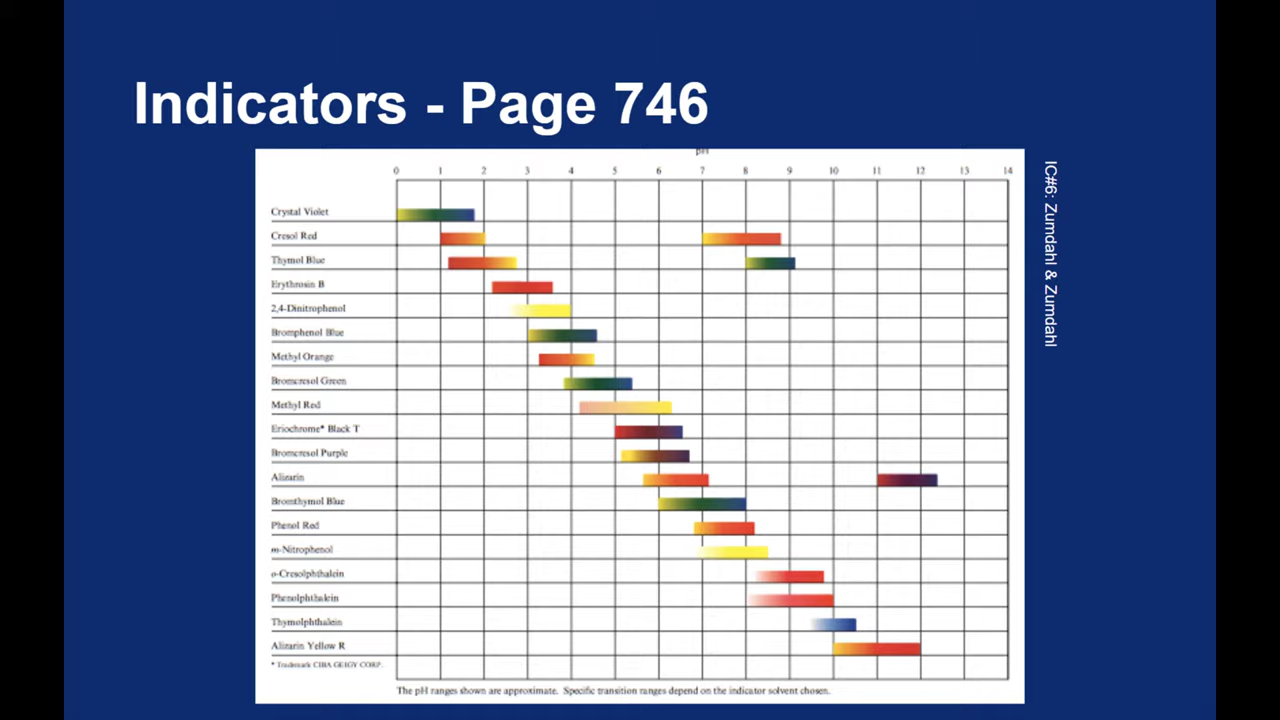 Indicators - Page 746
pH
0 1 2 3 4 5 6 7 8 9 10 11 12 13 14
Crystal Violet
Cresol Red
Thymol Blue
Erythrosin B
2,4-Dinitrophenol
Bromphenol Blue
Methyl Orange
Bromcresol Green
Methyl Red
Eriochrome* Black T
Bromcresol Purple
Alizarin
Bromthymol Blue
Phenol Red
m-Nitrophenol
o-Cresolphthalein
Phenolphthalein
Thymolphthalein
Alizarin Yellow R
* Trademark CIBA GEIGY CORP.
The pH ranges shown are approximate. Specific transition ranges depend on the indicator solvent chosen.
IC#6: Zumdahl & Zumdahl